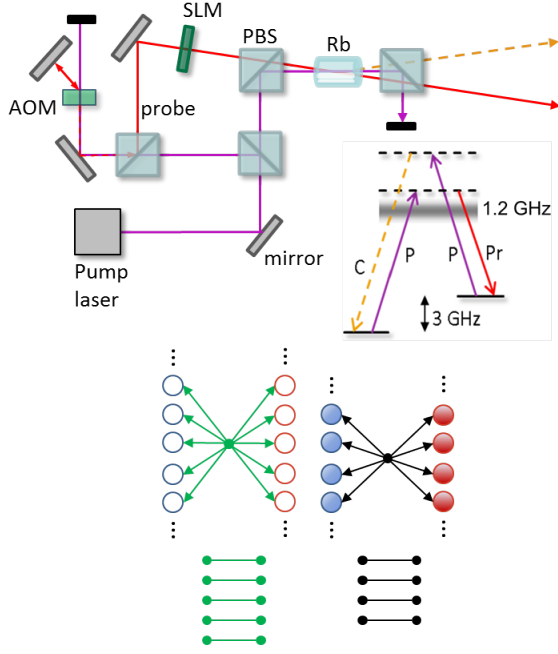 SLM
PBS
Rb
AOM
probe
Pump
laser
mirror
1.2 GHz
C
P
P
Pr
3 GHz